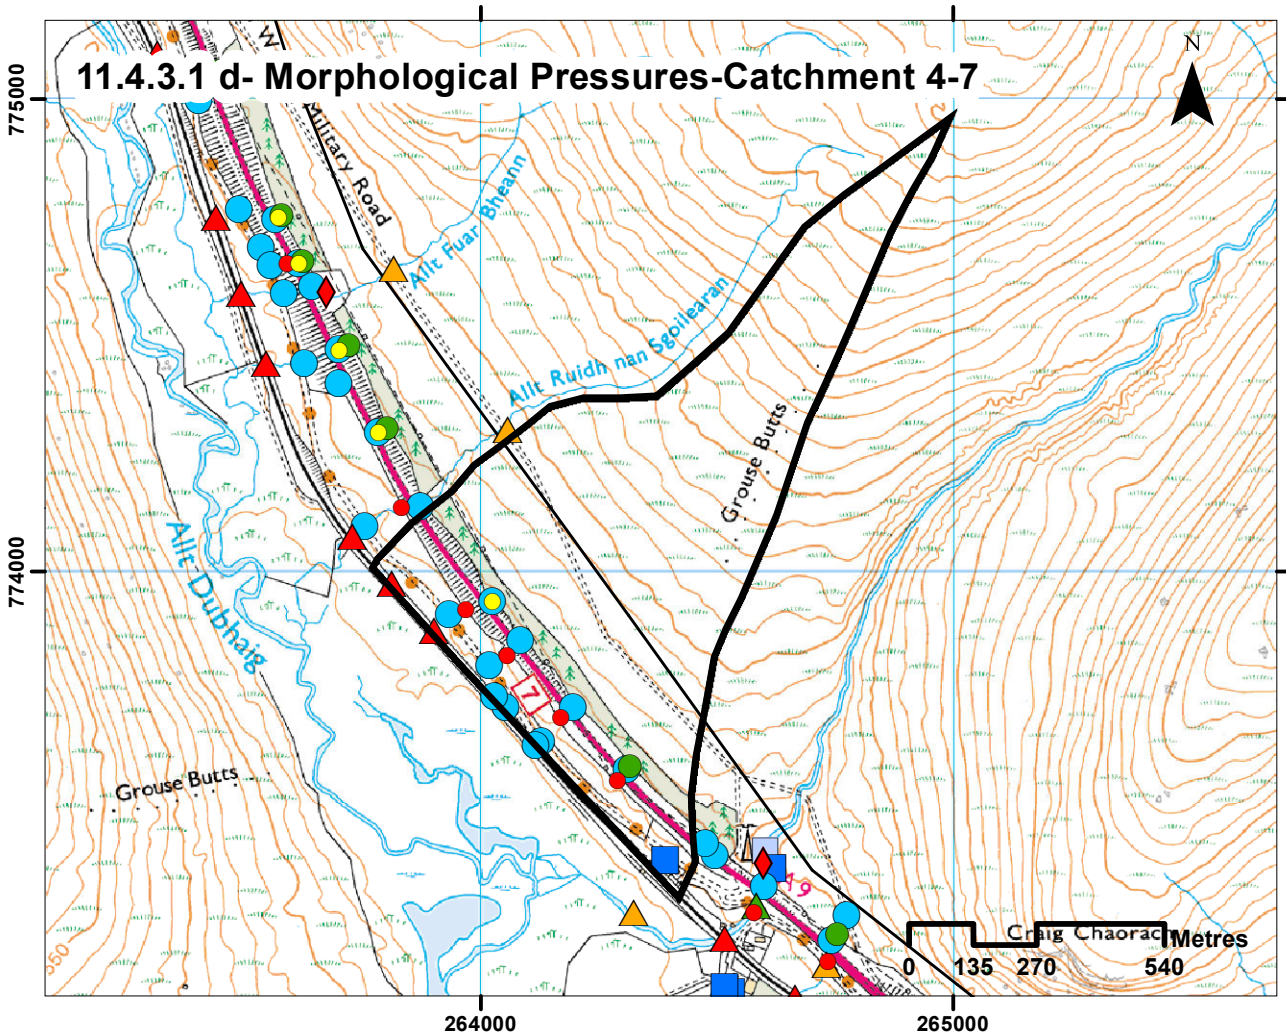 11.4.3.1 d- Morphological Pressures-Catchment 4-7
N
W
Military Road
Allt Fuar Bheann
Allt Ruidh nan Sgoilearan
Grouse Butts
Allt Dubhaig
7
Grouse Butts
A9
Craig Chaorach
Metres
0 135 270 540
550
775000
774000
264000
265000